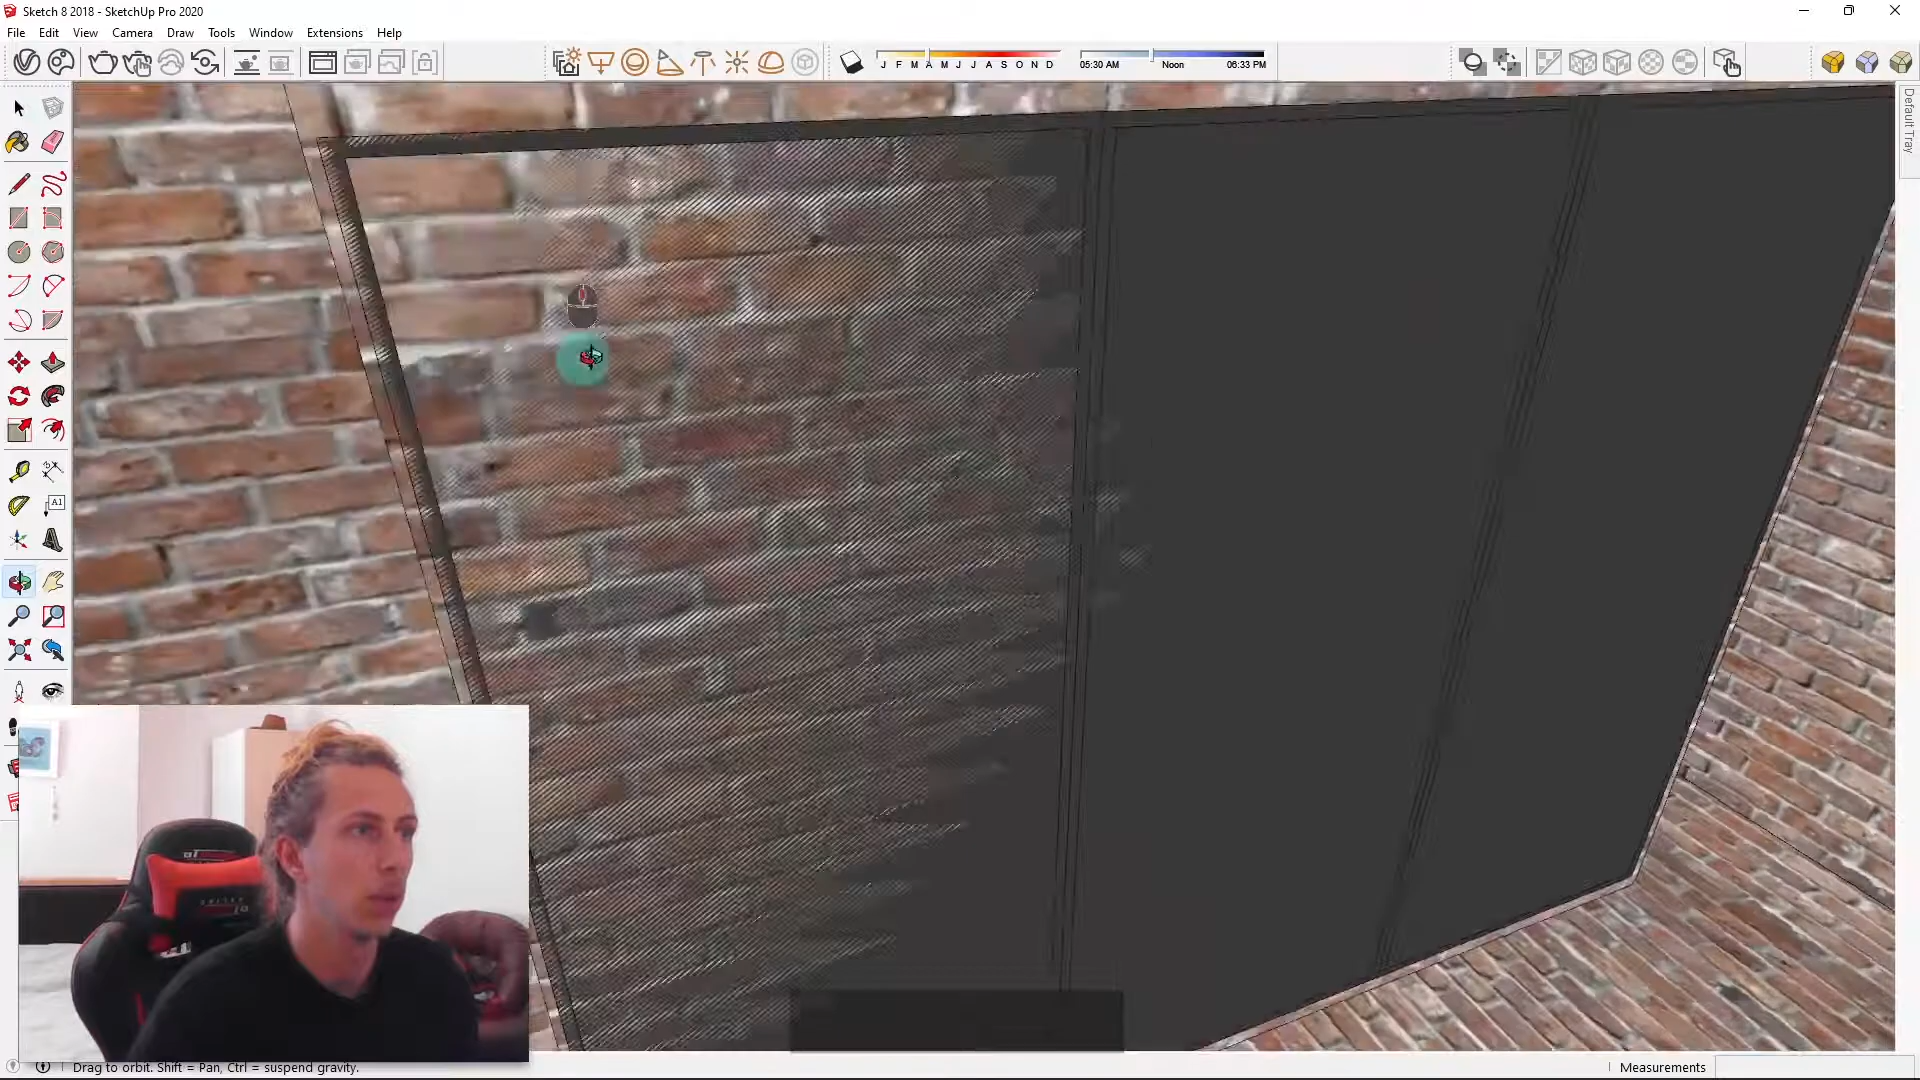 Sketch 8 2018 - SketchUp Pro 2020
File Edit View Camera Draw Tools Window Extensions Help
J F M A M J J A S O N D
05:30 AM Noon 06:33 PM
Default Tray
A1
Drag to orbit. Shift = Pan, Ctrl = suspend gravity.
Measurements